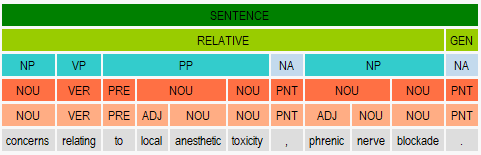 SENTENCE
RELATIVE GEN
NP VP PP NA NP NA
NOU VER PRE NOU NOU PNT NOU NOU PNT
NOU VER PRE ADJ NOU NOU PNT ADJ NOU NOU PNT
concerns relating to local anesthetic toxicity , phrenic nerve blockade .